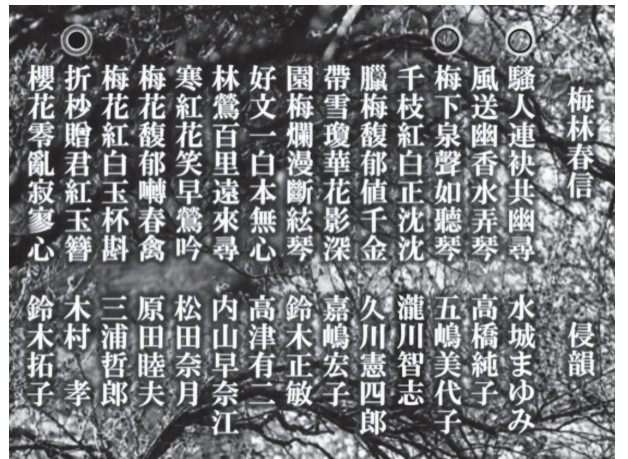 梅林春信 侵韻
騷人連袂共幽尋 水城まゆみ
風送幽香水弄琴 高橋純子
梅下泉聲如聽琴 五嶋美代子
千枝紅白正沈沈 瀧川智志
臘梅馥郁値千金 久川憲四郎
帶雪瓊華花影深 嘉嶋宏子
園梅爛漫斷絃琴 鈴木正敏
好文一白本無心 高津有二
林鶯百里遠來尋 内山早奈江
寒紅花笑早鶯吟 松田奈月
梅花馥郁囀春禽 原田睦夫
梅花紅白玉杯斟 三浦哲郎
折杪贈君紅玉簪 木村 孝
櫻花零亂寂寥心 鈴木拓子